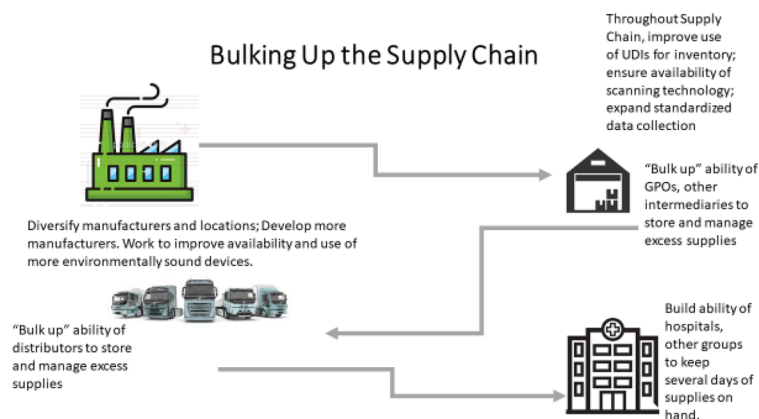 Bulking Up the Supply Chain
Throughout Supply
Chain, improve use
of UDIs for inventory;
ensure availability of
scanning technology;
expand standardized
data collection
"Bulk up" ability of
GPOs, other
intermediaries to
store and manage
excess supplies
Diversify manufacturers and locations; Develop more
manufacturers. Work to improve availability and use of
more environmentally sound devices.
"Bulk up" ability of
distributors to store
and manage excess
supplies
Build ability of
hospitals,
other groups
to keep
several days of
supplies on
hand.